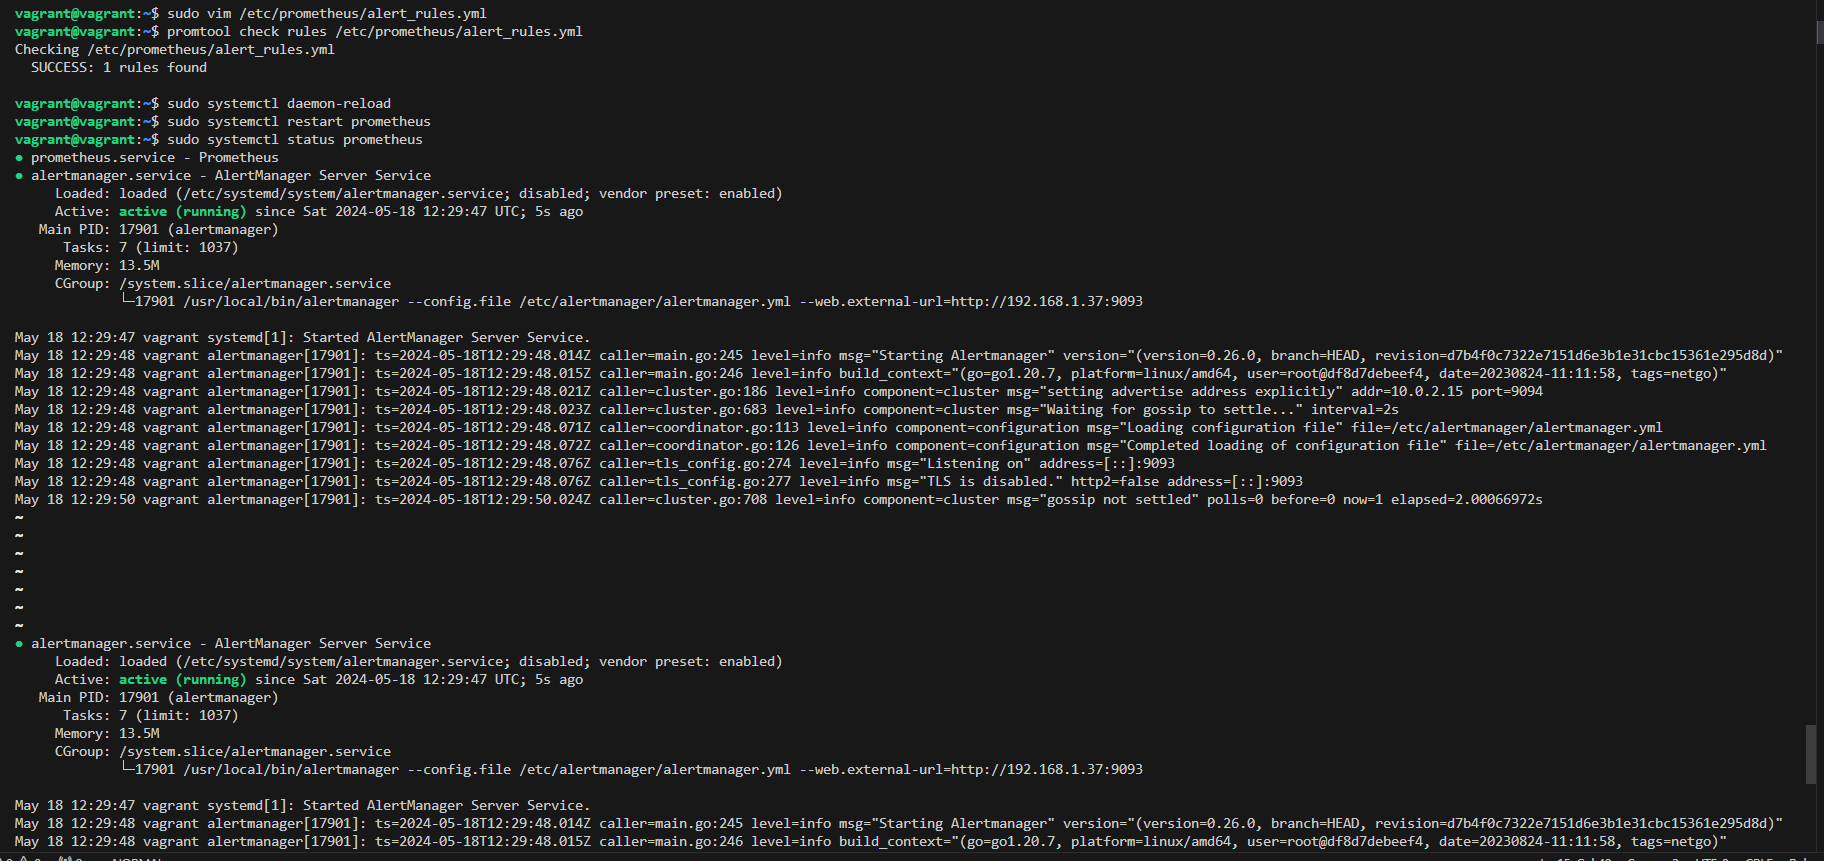 vagrant@vagrant:~$ sudo vim /etc/prometheus/alert_rules.yml
vagrant@vagrant:~$ promtool check rules /etc/prometheus/alert_rules.yml
Checking /etc/prometheus/alert_rules.yml
  SUCCESS: 1 rules found
vagrant@vagrant:~$ sudo systemctl daemon-reload
vagrant@vagrant:~$ sudo systemctl restart prometheus
vagrant@vagrant:~$ sudo systemctl status prometheus
● prometheus.service - Prometheus
● alertmanager.service - AlertManager Server Service
     Loaded: loaded (/etc/systemd/system/alertmanager.service; disabled; vendor preset: enabled)
     Active: active (running) since Sat 2024-05-18 12:29:47 UTC; 5s ago
   Main PID: 17901 (alertmanager)
      Tasks: 7 (limit: 1037)
     Memory: 13.5M
     CGroup: /system.slice/alertmanager.service
             └─17901 /usr/local/bin/alertmanager --config.file /etc/alertmanager/alertmanager.yml --web.external-url=http://192.168.1.37:9093
May 18 12:29:47 vagrant systemd[1]: Started AlertManager Server Service.
May 18 12:29:48 vagrant alertmanager[17901]: ts=2024-05-18T12:29:48.014Z caller=main.go:245 level=info msg="Starting Alertmanager" version="(version=0.26.0, branch=HEAD, revision=d7b4f0c7322e7151d6e3b1e31cbc15361e295d8d)"
May 18 12:29:48 vagrant alertmanager[17901]: ts=2024-05-18T12:29:48.015Z caller=main.go:246 level=info build_context="(go=go1.20.7, platform=linux/amd64, user=root@df8d7debeef4, date=20230824-11:11:58, tags=netgo)"
May 18 12:29:48 vagrant alertmanager[17901]: ts=2024-05-18T12:29:48.021Z caller=cluster.go:186 level=info component=cluster msg="setting advertise address explicitly" addr=10.0.2.15 port=9094
May 18 12:29:48 vagrant alertmanager[17901]: ts=2024-05-18T12:29:48.023Z caller=cluster.go:683 level=info component=cluster msg="Waiting for gossip to settle..." interval=2s
May 18 12:29:48 vagrant alertmanager[17901]: ts=2024-05-18T12:29:48.071Z caller=coordinator.go:113 level=info component=configuration msg="Loading configuration file" file=/etc/alertmanager/alertmanager.yml
May 18 12:29:48 vagrant alertmanager[17901]: ts=2024-05-18T12:29:48.072Z caller=coordinator.go:126 level=info component=configuration msg="Completed loading of configuration file" file=/etc/alertmanager/alertmanager.yml
May 18 12:29:48 vagrant alertmanager[17901]: ts=2024-05-18T12:29:48.076Z caller=tls_config.go:274 level=info msg="Listening on" address=[::]:9093
May 18 12:29:48 vagrant alertmanager[17901]: ts=2024-05-18T12:29:48.076Z caller=tls_config.go:277 level=info msg="TLS is disabled." http2=false address=[::]:9093
May 18 12:29:50 vagrant alertmanager[17901]: ts=2024-05-18T12:29:50.024Z caller=cluster.go:708 level=info component=cluster msg="gossip not settled" polls=0 before=0 now=1 elapsed=2.00066972s
~
~
~
~
~
~
~
● alertmanager.service - AlertManager Server Service
     Loaded: loaded (/etc/systemd/system/alertmanager.service; disabled; vendor preset: enabled)
     Active: active (running) since Sat 2024-05-18 12:29:47 UTC; 5s ago
   Main PID: 17901 (alertmanager)
      Tasks: 7 (limit: 1037)
     Memory: 13.5M
     CGroup: /system.slice/alertmanager.service
             └─17901 /usr/local/bin/alertmanager --config.file /etc/alertmanager/alertmanager.yml --web.external-url=http://192.168.1.37:9093
May 18 12:29:47 vagrant systemd[1]: Started AlertManager Server Service.
May 18 12:29:48 vagrant alertmanager[17901]: ts=2024-05-18T12:29:48.014Z caller=main.go:245 level=info msg="Starting Alertmanager" version="(version=0.26.0, branch=HEAD, revision=d7b4f0c7322e7151d6e3b1e31cbc15361e295d8d)"
May 18 12:29:48 vagrant alertmanager[17901]: ts=2024-05-18T12:29:48.015Z caller=main.go:246 level=info build_context="(go=go1.20.7, platform=linux/amd64, user=root@df8d7debeef4, date=20230824-11:11:58, tags=netgo)"